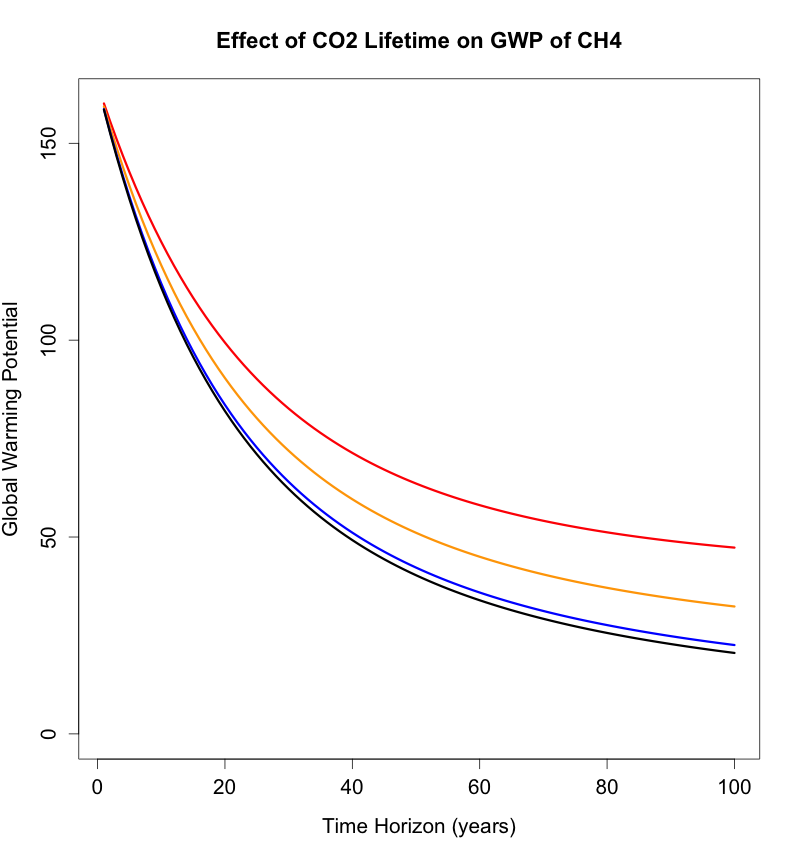 Effect of CO2 Lifetime on GWP of CH4
Global Warming Potential
150
100
50
0
0 20 40 60 80 100
Time Horizon (years)